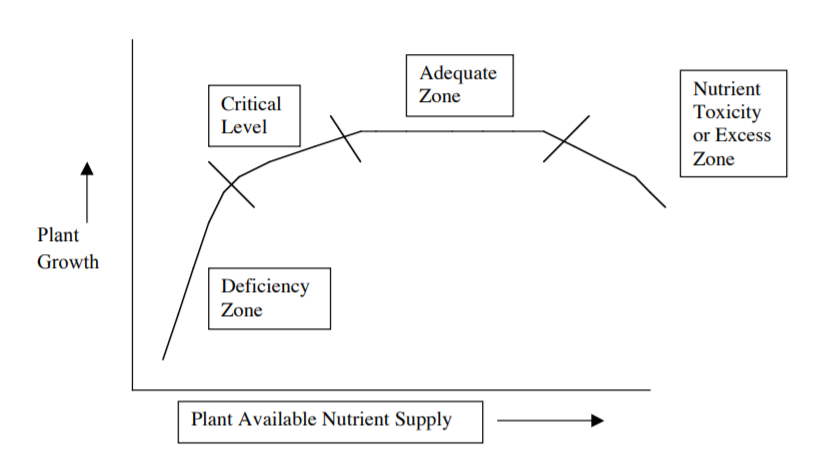 Adequate
Zone
Critical
Level
Nutrient
Toxicity
or Excess
Zone
Plant
Growth
Deficiency
Zone
Plant Available Nutrient Supply